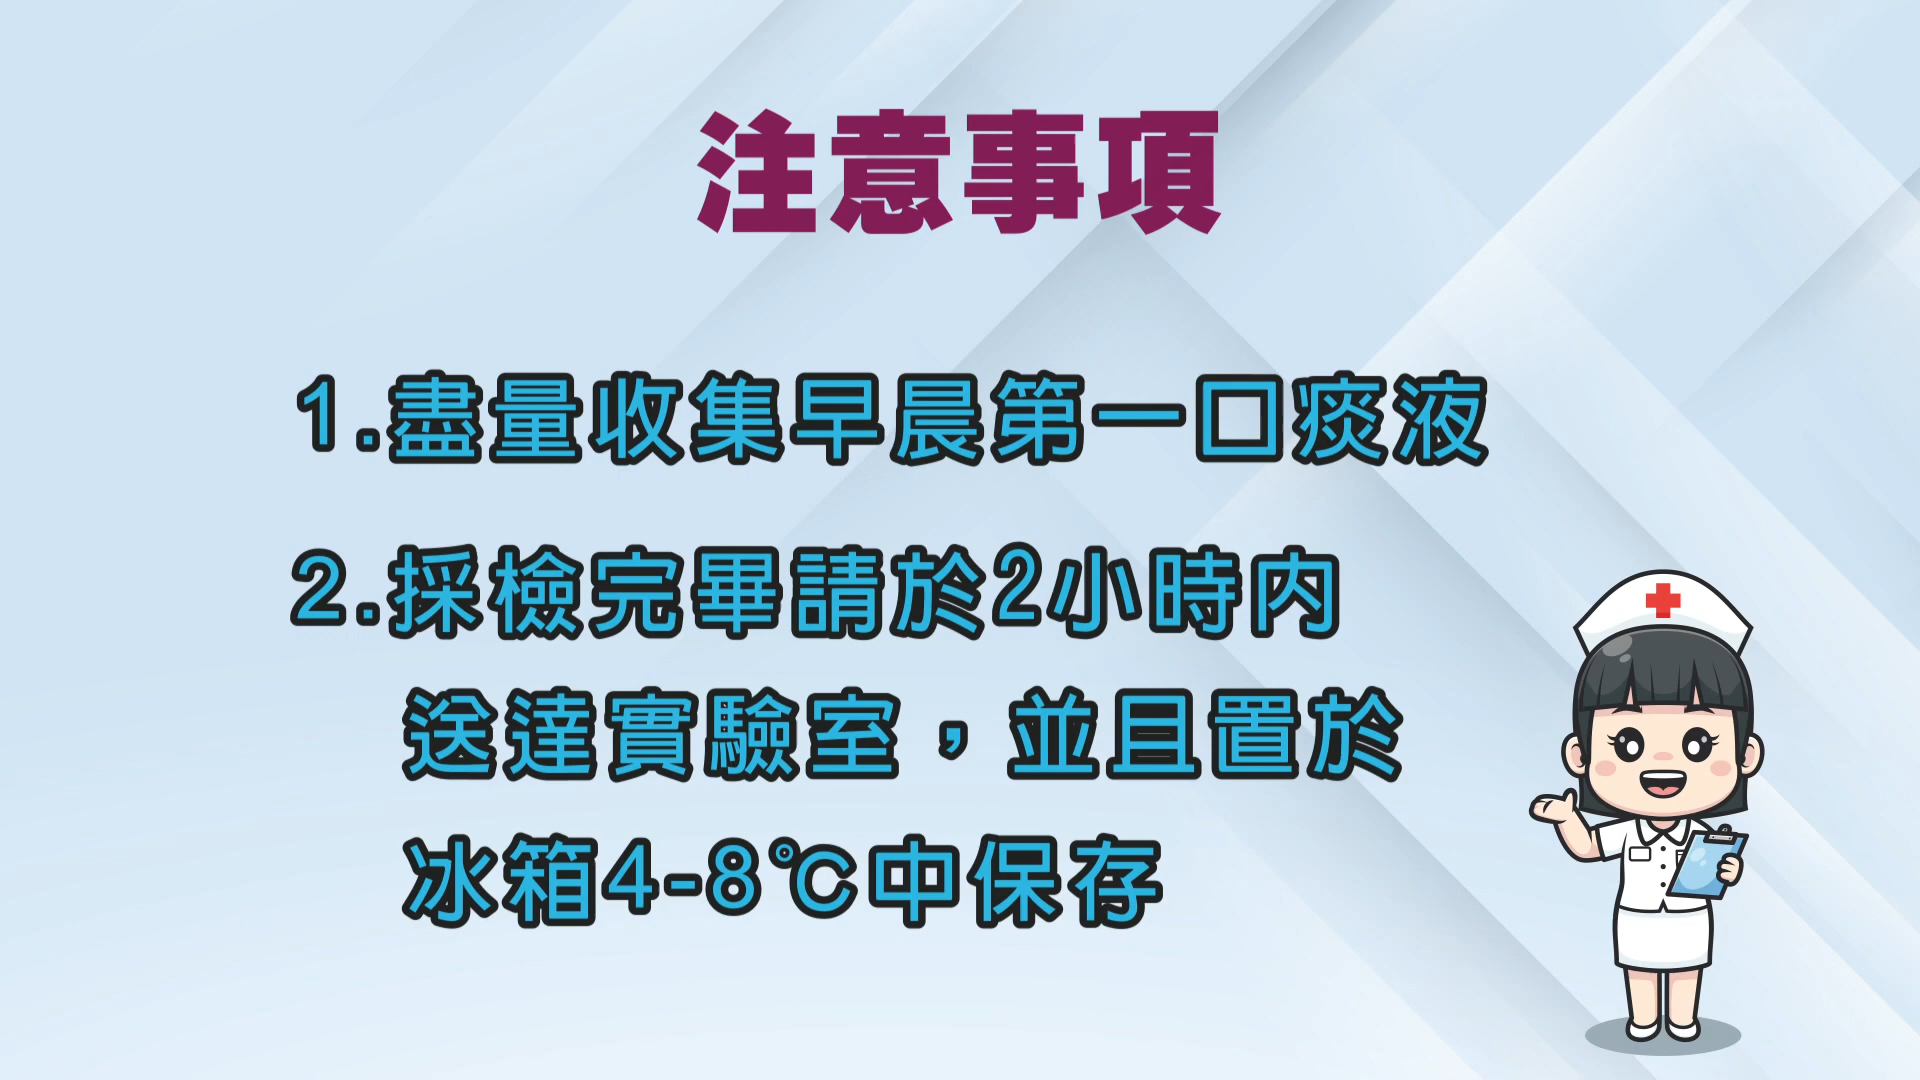 注意事項
1.盡量收集早晨第一口痰液
2.採檢完畢請於2小時內
送達實驗室，並且置於
冰箱4-8℃中保存